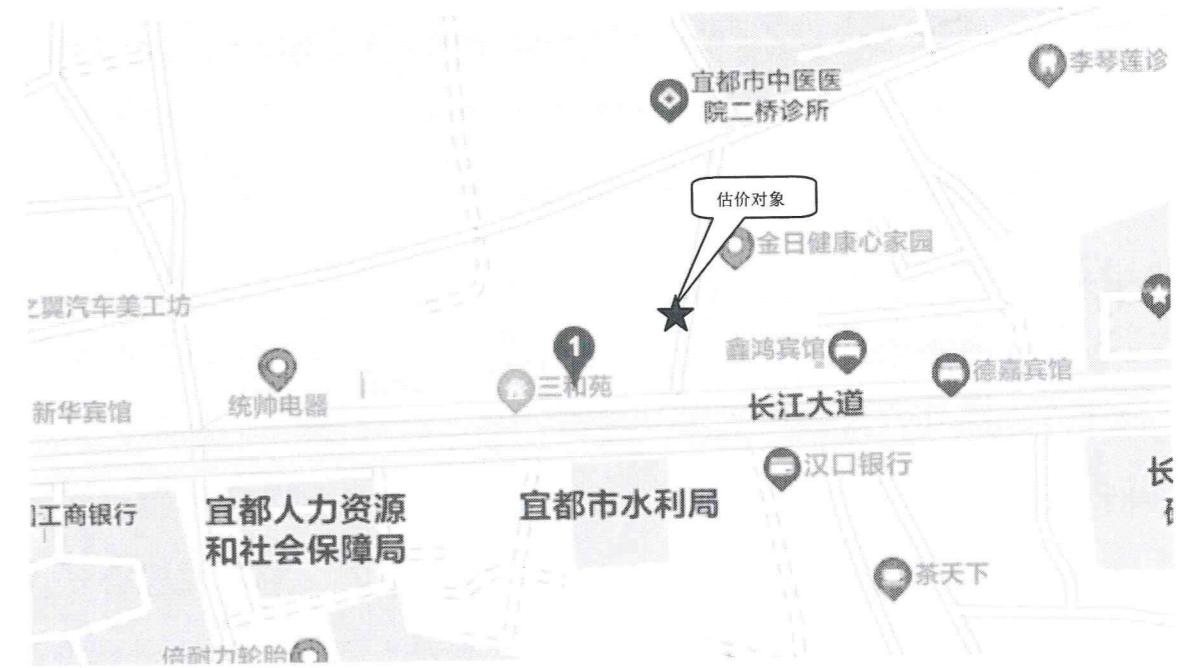 李琴莲诊
宜都市中医医
院二桥诊所
估价对象
金日健康心家园
之翼汽车美工坊
1
鑫鸿宾馆
三和苑
德嘉宾馆
统帅电器
新华宾馆
长江大道
汉口银行
长
工商银行
宜都人力资源
和社会保障局
宜都市水利局
茶天下
倍耐力轮胎